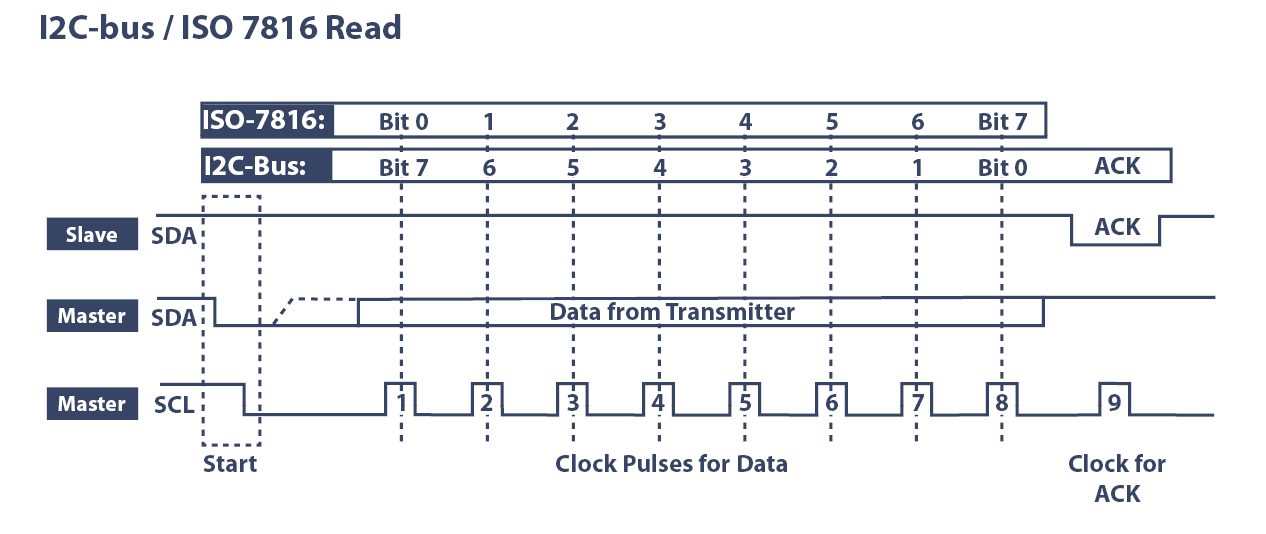 I2C-bus / ISO 7816 Read
ISO-7816: Bit 0 1 2 3 4 5 6 Bit 7
I2C-Bus: Bit 7 6 5 4 3 2 1 Bit 0 ACK
Slave SDA ACK
Master SDA Data from Transmitter
Master SCL 1 2 3 4 5 6 7 8 9
Start Clock Pulses for Data Clock for
ACK